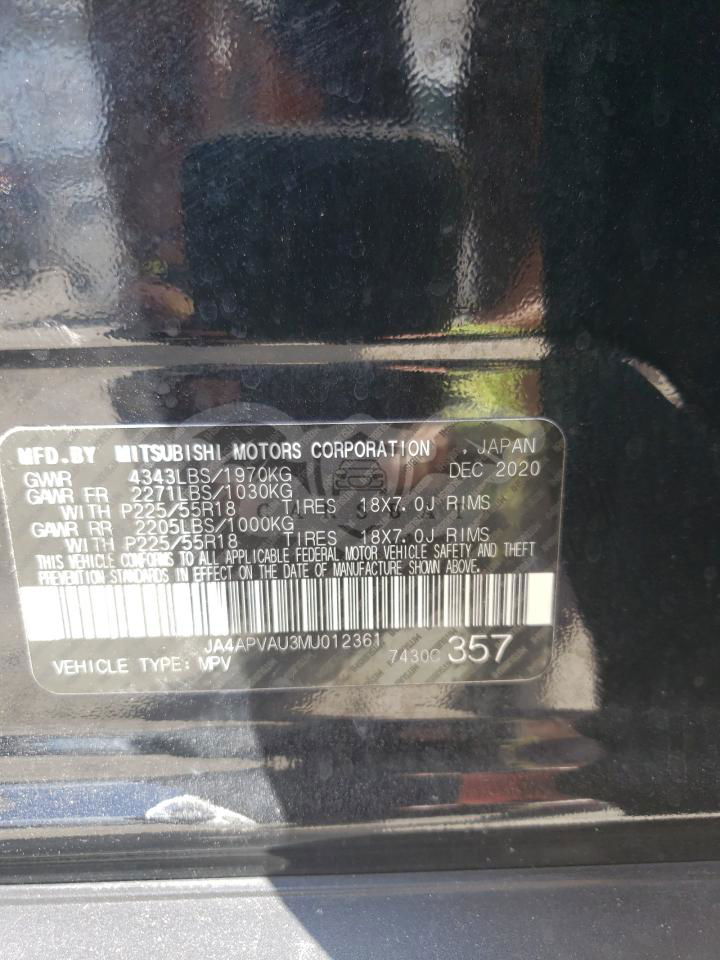 MFD.BY MITSUBISHI MOTORS CORPORATION , JAPAN
GVWR 4343LBS/1970KG DEC 2020
GAWR FR 2271LBS/1030KG
WITH P225/55R18 TIRES 18X7.0J RIMS
GAWR RR 2205LBS/1000KG
WITH P225/55R18 TIRES 18X7.0J RIMS
THIS VEHICLE CONFORMS TO ALL APPLICABLE FEDERAL MOTOR VEHICLE SAFETY AND THEFT
PREVENTION STANDARDS IN EFFECT ON THE DATE OF MANUFACTURE SHOWN ABOVE.
JA4APVAU3MU012361
VEHICLE TYPE: MPV 7430C 357